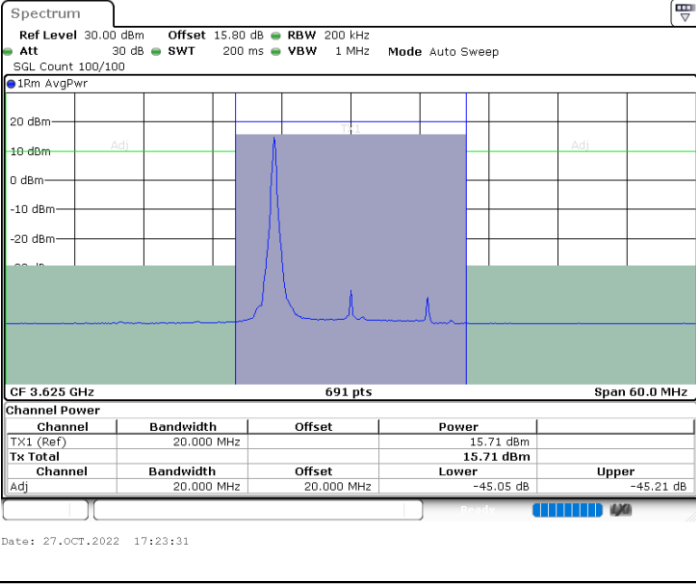 Spectrum
Ref Level 30.00 dBm Offset 15.80 dB RBW 200 kHz
Att 30 dB SWT 200 ms VBW 1 MHz Mode Auto Sweep
SGL Count 100/100
1Rm AvgPwr
20 dBm
TX1
Adj
Adj
10 dBm
0 dBm
-10 dBm
-20 dBm
CF 3.625 GHz 691 pts Span 60.0 MHz
Channel Power
Channel Bandwidth Offset Power
TX1 (Ref) 20.000 MHz 15.71 dBm
Tx Total 15.71 dBm
Channel Bandwidth Offset Lower Upper
Adj 20.000 MHz 20.000 MHz -45.05 dB -45.21 dB
Ready
Date: 27.OCT.2022 17:23:31